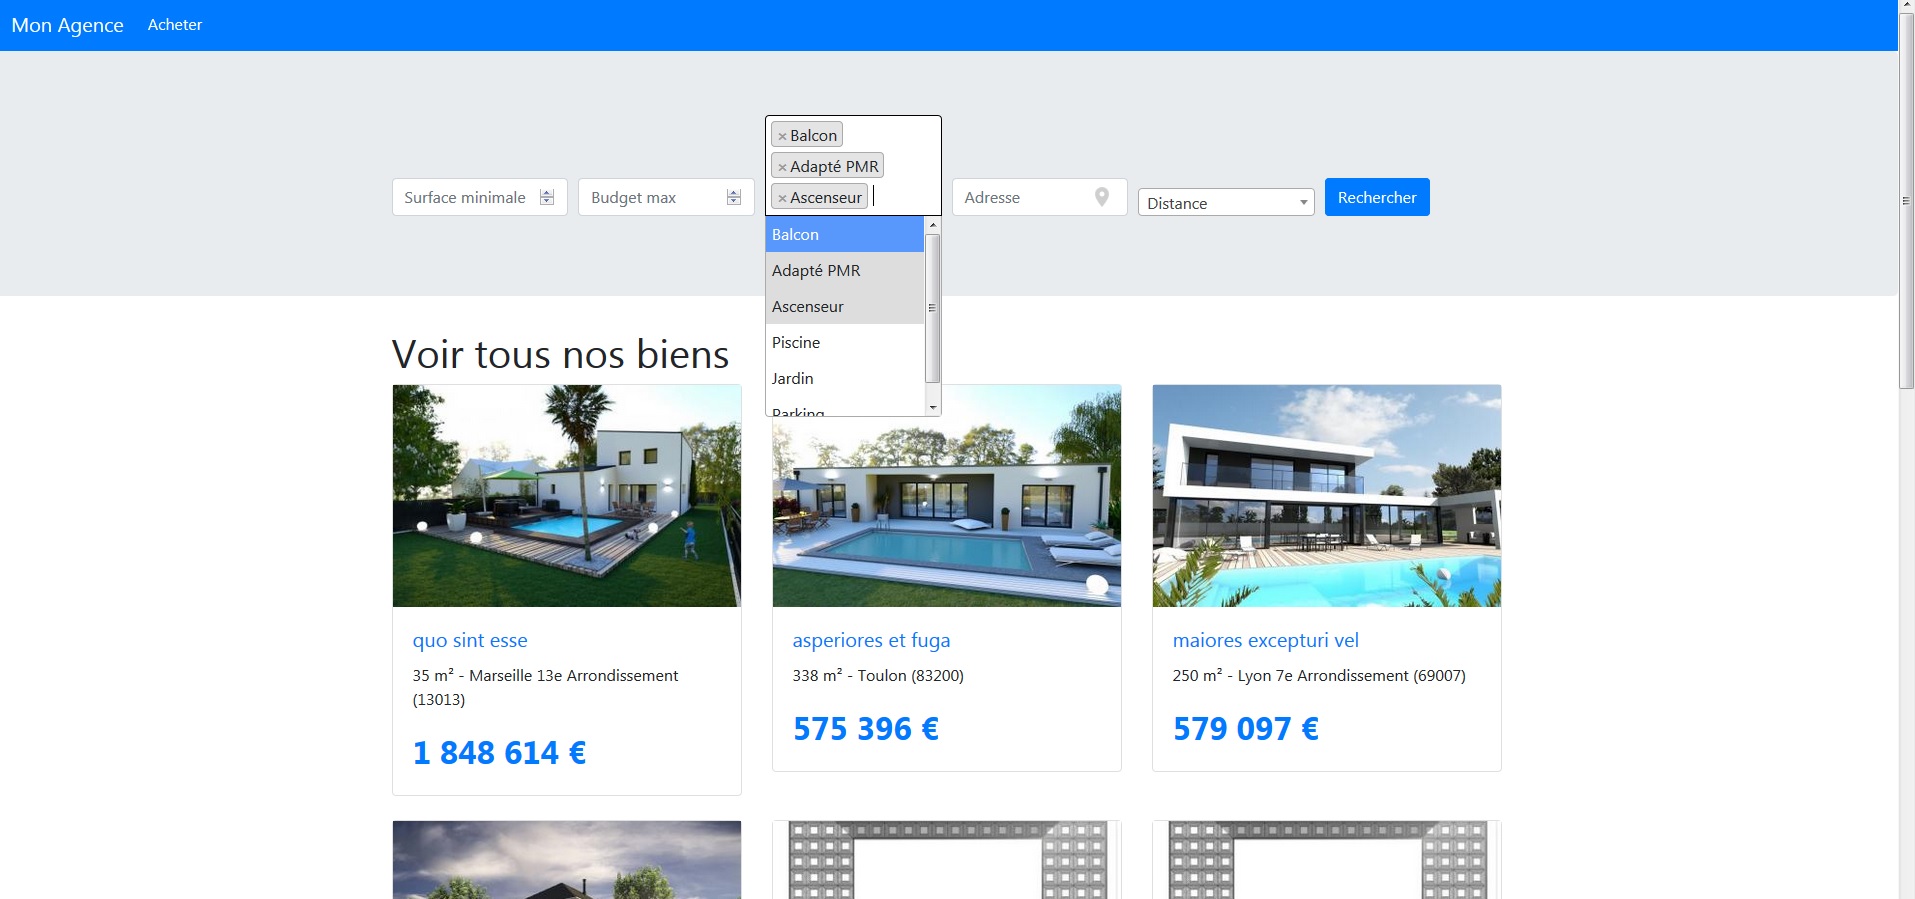 Mon Agence Acheter
× Balcon
× Adapté PMR
Surface minimale Budget max × Ascenseur Adresse Distance Rechercher
Balcon
Adapté PMR
Ascenseur
Piscine
Jardin
Parking
Voir tous nos biens
quo sint esse
35 m² - Marseille 13e Arrondissement
(13013)
1 848 614 €
asperiores et fuga
338 m² - Toulon (83200)
575 396 €
maiores excepturi vel
250 m² - Lyon 7e Arrondissement (69007)
579 097 €